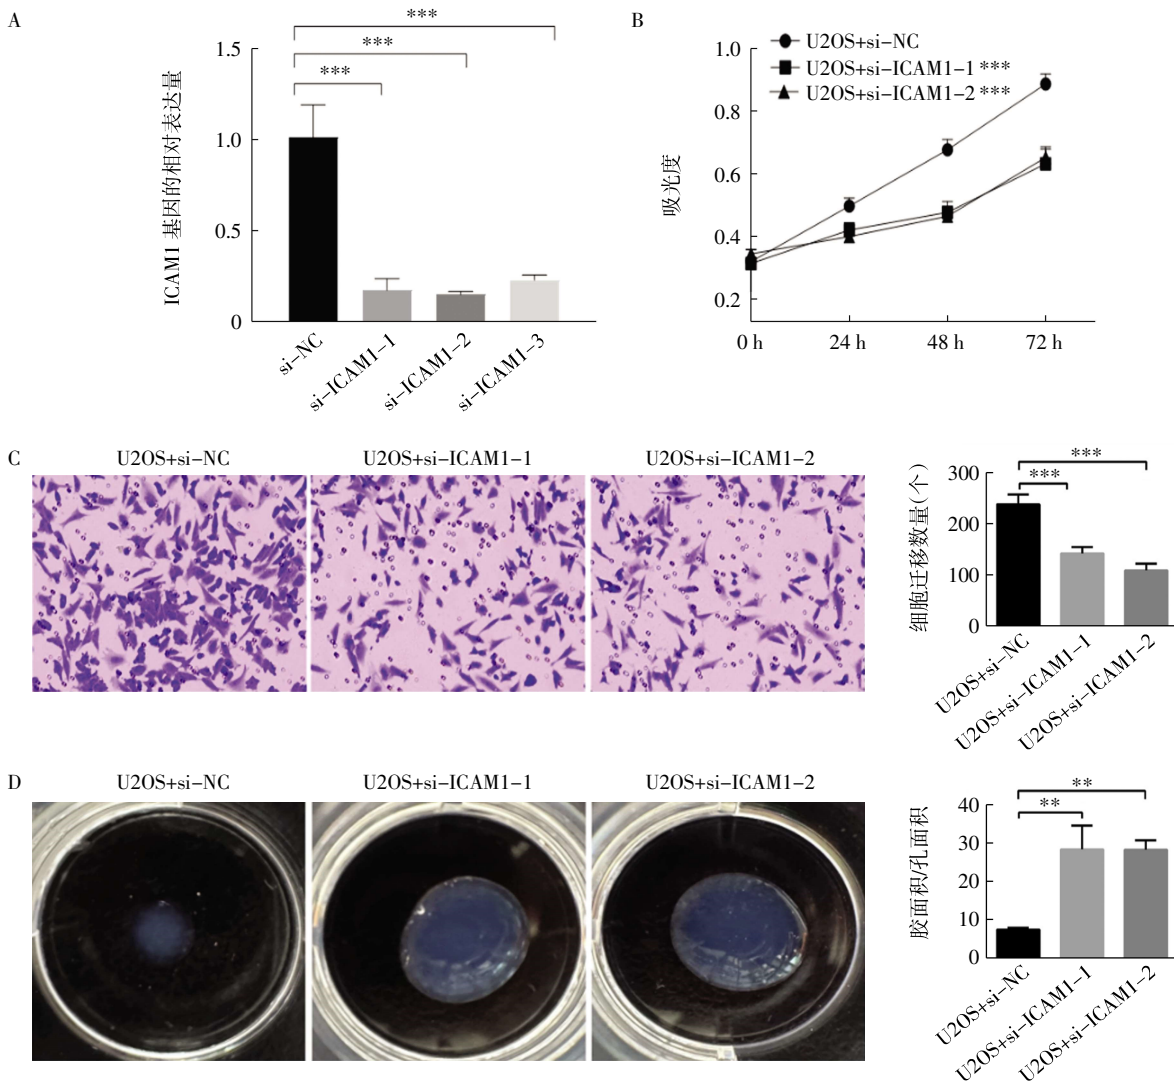 A
ICAM1 基因的相对表达量
1.5
1.0
0.5
0
***
***
***
si-NC
si-ICAM1-1
si-ICAM1-2
si-ICAM1-3
B
吸光度
1.0
0.8
0.6
0.4
0.2
U2OS+si-NC
U2OS+si-ICAM1-1 ***
U2OS+si-ICAM1-2 ***
0 h
24 h
48 h
72 h
C
U2OS+si-NC
U2OS+si-ICAM1-1
U2OS+si-ICAM1-2
细胞迁移数量(个)
300
200
100
0
***
***
U2OS+si-NC
U2OS+si-ICAM1-1
U2OS+si-ICAM1-2
D
U2OS+si-NC
U2OS+si-ICAM1-1
U2OS+si-ICAM1-2
胶面积/孔面积
40
30
20
10
0
**
**
U2OS+si-NC
U2OS+si-ICAM1-1
U2OS+si-ICAM1-2